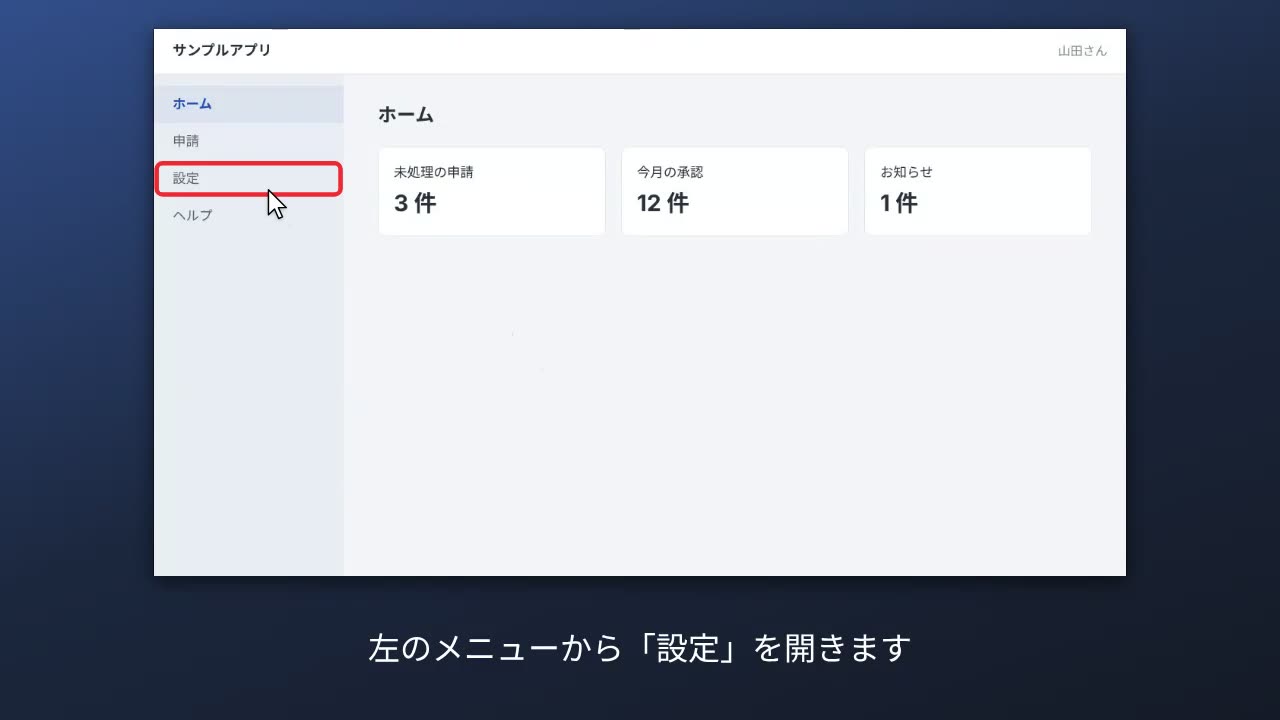 サンプルアプリ
山田さん
ホーム
申請
設定
ヘルプ
ホーム
未処理の申請
3 件
今月の承認
12 件
お知らせ
1 件
左のメニューから「設定」を開きます